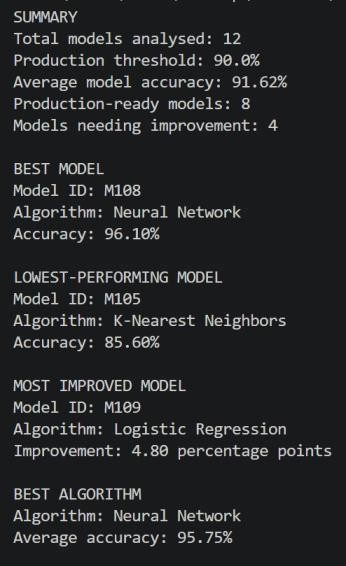 SUMMARY
Total models analysed: 12
Production threshold: 90.0%
Average model accuracy: 91.62%
Production-ready models: 8
Models needing improvement: 4
BEST MODEL
Model ID: M108
Algorithm: Neural Network
Accuracy: 96.10%
LOWEST-PERFORMING MODEL
Model ID: M105
Algorithm: K-Nearest Neighbors
Accuracy: 85.60%
MOST IMPROVED MODEL
Model ID: M109
Algorithm: Logistic Regression
Improvement: 4.80 percentage points
BEST ALGORITHM
Algorithm: Neural Network
Average accuracy: 95.75%